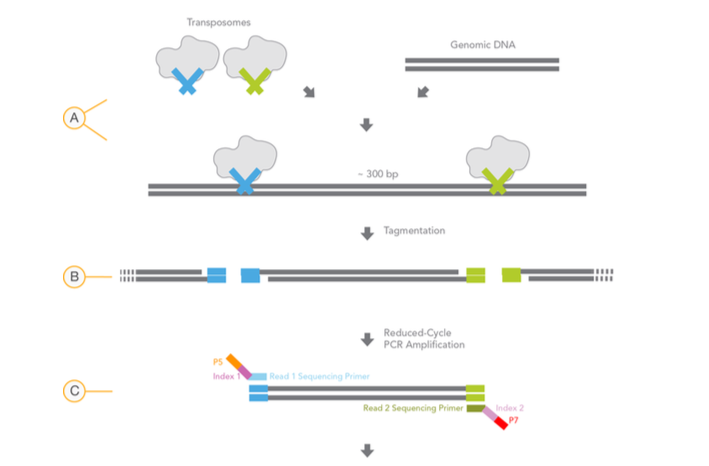 Transposomes
Genomic DNA
A
~ 300 bp
Tagmentation
B
Reduced-Cycle
PCR Amplification
P5
Index 1
Read 1 Sequencing Primer
C
Read 2 Sequencing Primer
Index 2
P7